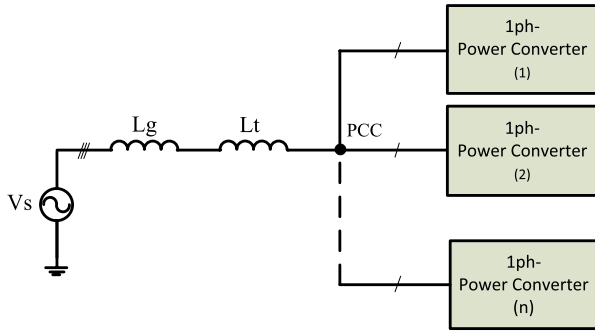 1ph-
Power Converter
(1)
Lg
Lt
PCC
1ph-
Power Converter
(2)
Vs
1ph-
Power Converter
(n)